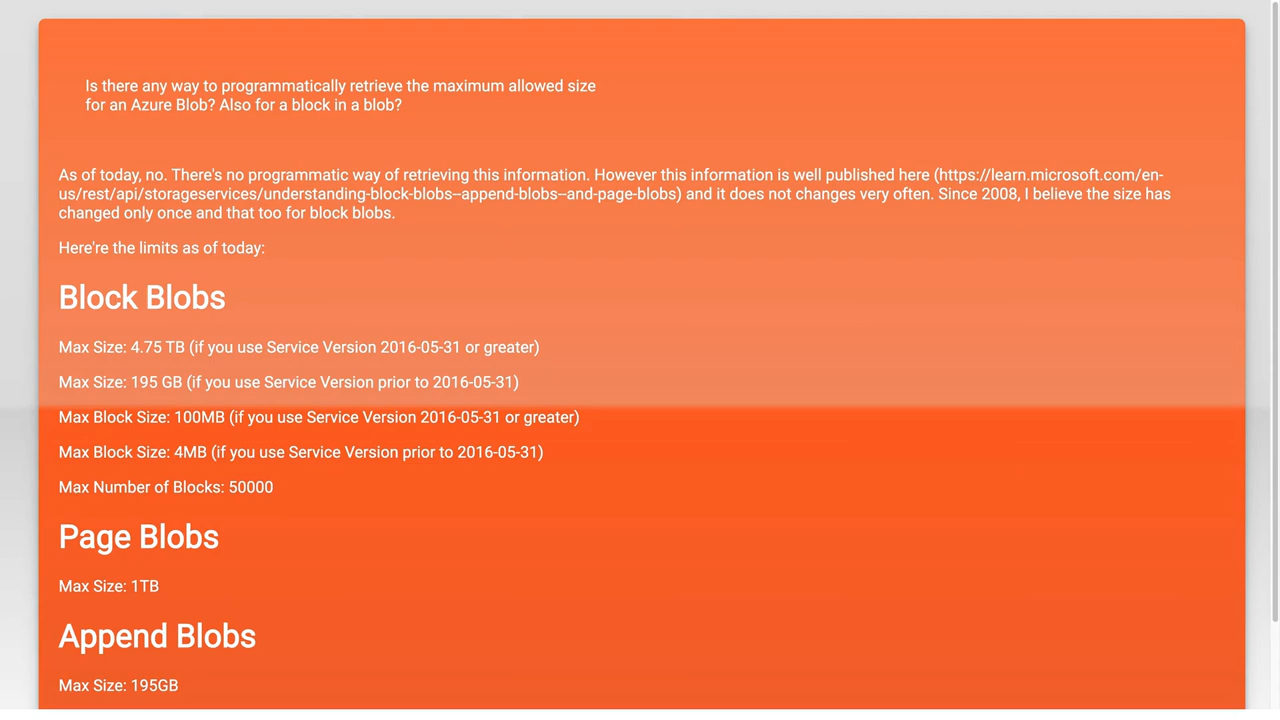 Is there any way to programmatically retrieve the maximum allowed size
for an Azure Blob? Also for a block in a blob?
As of today, no. There's no programmatic way of retrieving this information. However this information is well published here (https://learn.microsoft.com/en-
us/rest/api/storageservices/understanding-block-blobs--append-blobs--and-page-blobs) and it does not changes very often. Since 2008, I believe the size has
changed only once and that too for block blobs.
Here're the limits as of today:
Block Blobs
Max Size: 4.75 TB (if you use Service Version 2016-05-31 or greater)
Max Size: 195 GB (if you use Service Version prior to 2016-05-31)
Max Block Size: 100MB (if you use Service Version 2016-05-31 or greater)
Max Block Size: 4MB (if you use Service Version prior to 2016-05-31)
Max Number of Blocks: 50000
Page Blobs
Max Size: 1TB
Append Blobs
Max Size: 195GB